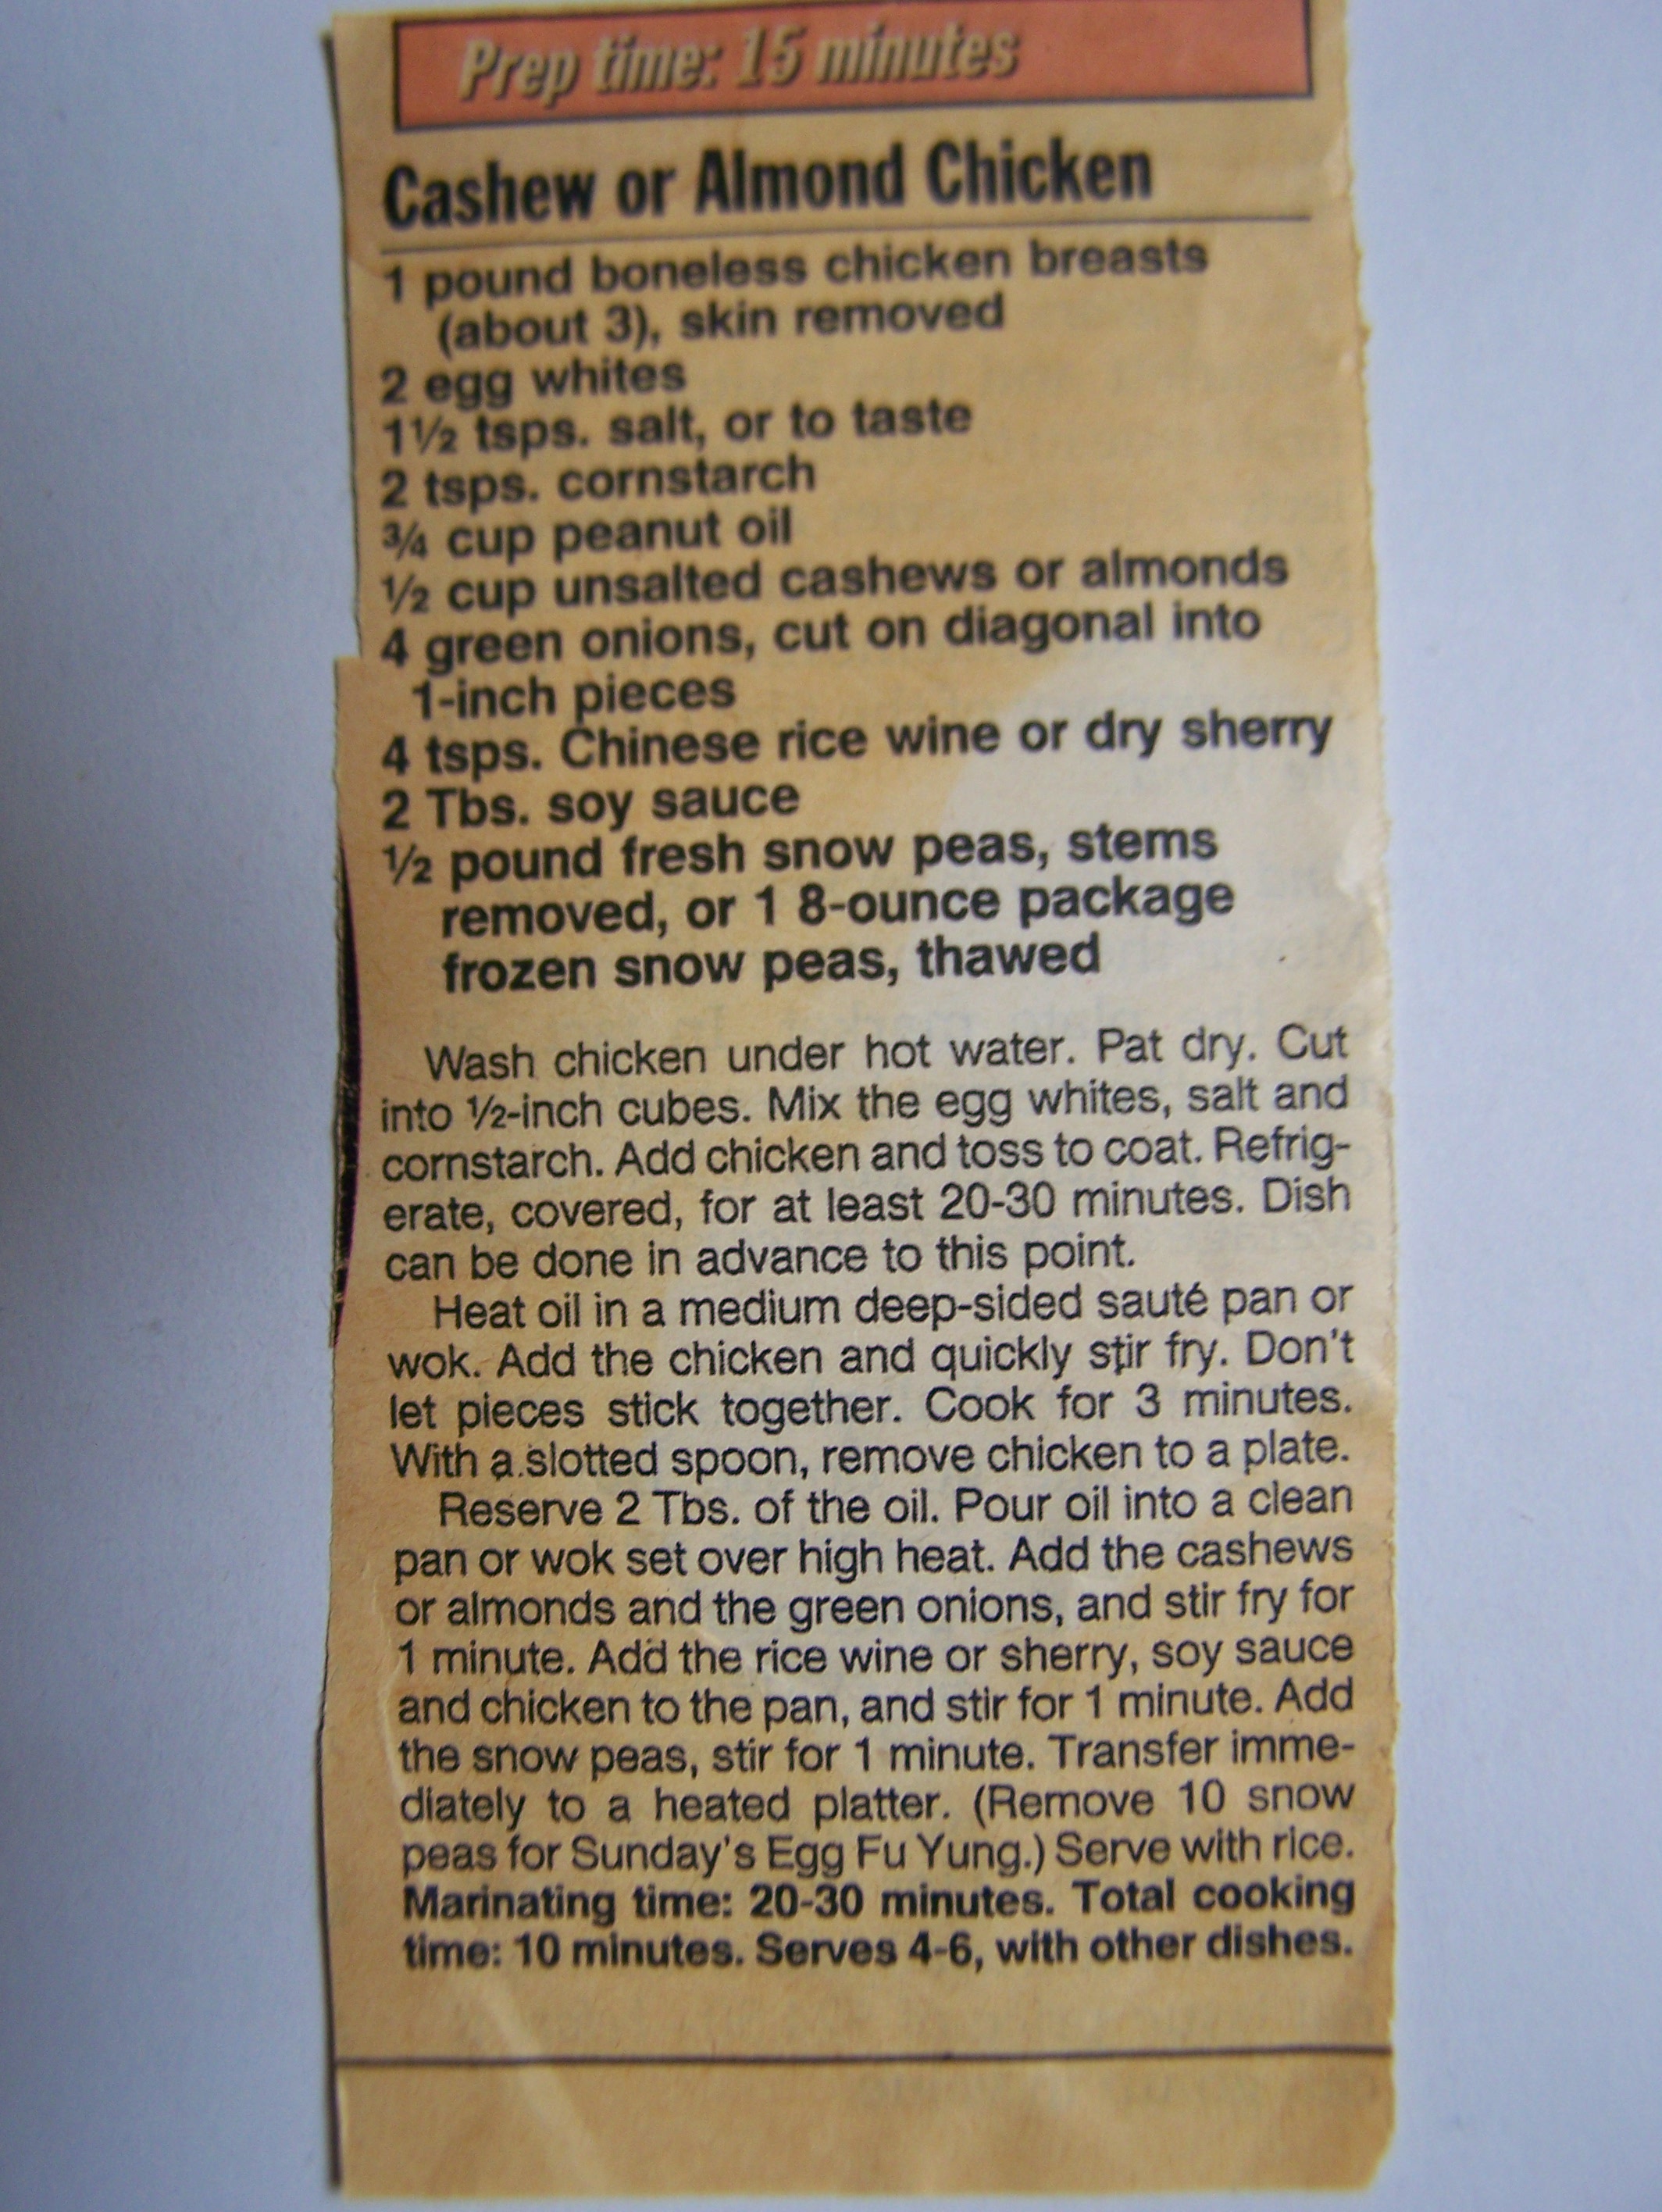 Prep time: 15 minutes
Cashew or Almond Chicken
1 pound boneless chicken breasts
(about 3), skin removed
2 egg whites
1½ tsps. salt, or to taste
2 tsps. cornstarch
¾ cup peanut oil
½ cup unsalted cashews or almonds
4 green onions, cut on diagonal into
1-inch pieces
4 tsps. Chinese rice wine or dry sherry
2 Tbs. soy sauce
½ pound fresh snow peas, stems
removed, or 1 8-ounce package
frozen snow peas, thawed
Wash chicken under hot water. Pat dry. Cut
into ½-inch cubes. Mix the egg whites, salt and
cornstarch. Add chicken and toss to coat. Refrig-
erate, covered, for at least 20-30 minutes. Dish
can be done in advance to this point.
Heat oil in a medium deep-sided sauté pan or
wok. Add the chicken and quickly stir fry. Don't
let pieces stick together. Cook for 3 minutes.
With a slotted spoon, remove chicken to a plate.
Reserve 2 Tbs. of the oil. Pour oil into a clean
pan or wok set over high heat. Add the cashews
or almonds and the green onions, and stir fry for
1 minute. Add the rice wine or sherry, soy sauce
and chicken to the pan, and stir for 1 minute. Add
the snow peas, stir for 1 minute. Transfer imme-
diately to a heated platter. (Remove 10 snow
peas for Sunday's Egg Fu Yung.) Serve with rice.
Marinating time: 20-30 minutes. Total cooking
time: 10 minutes. Serves 4-6, with other dishes.